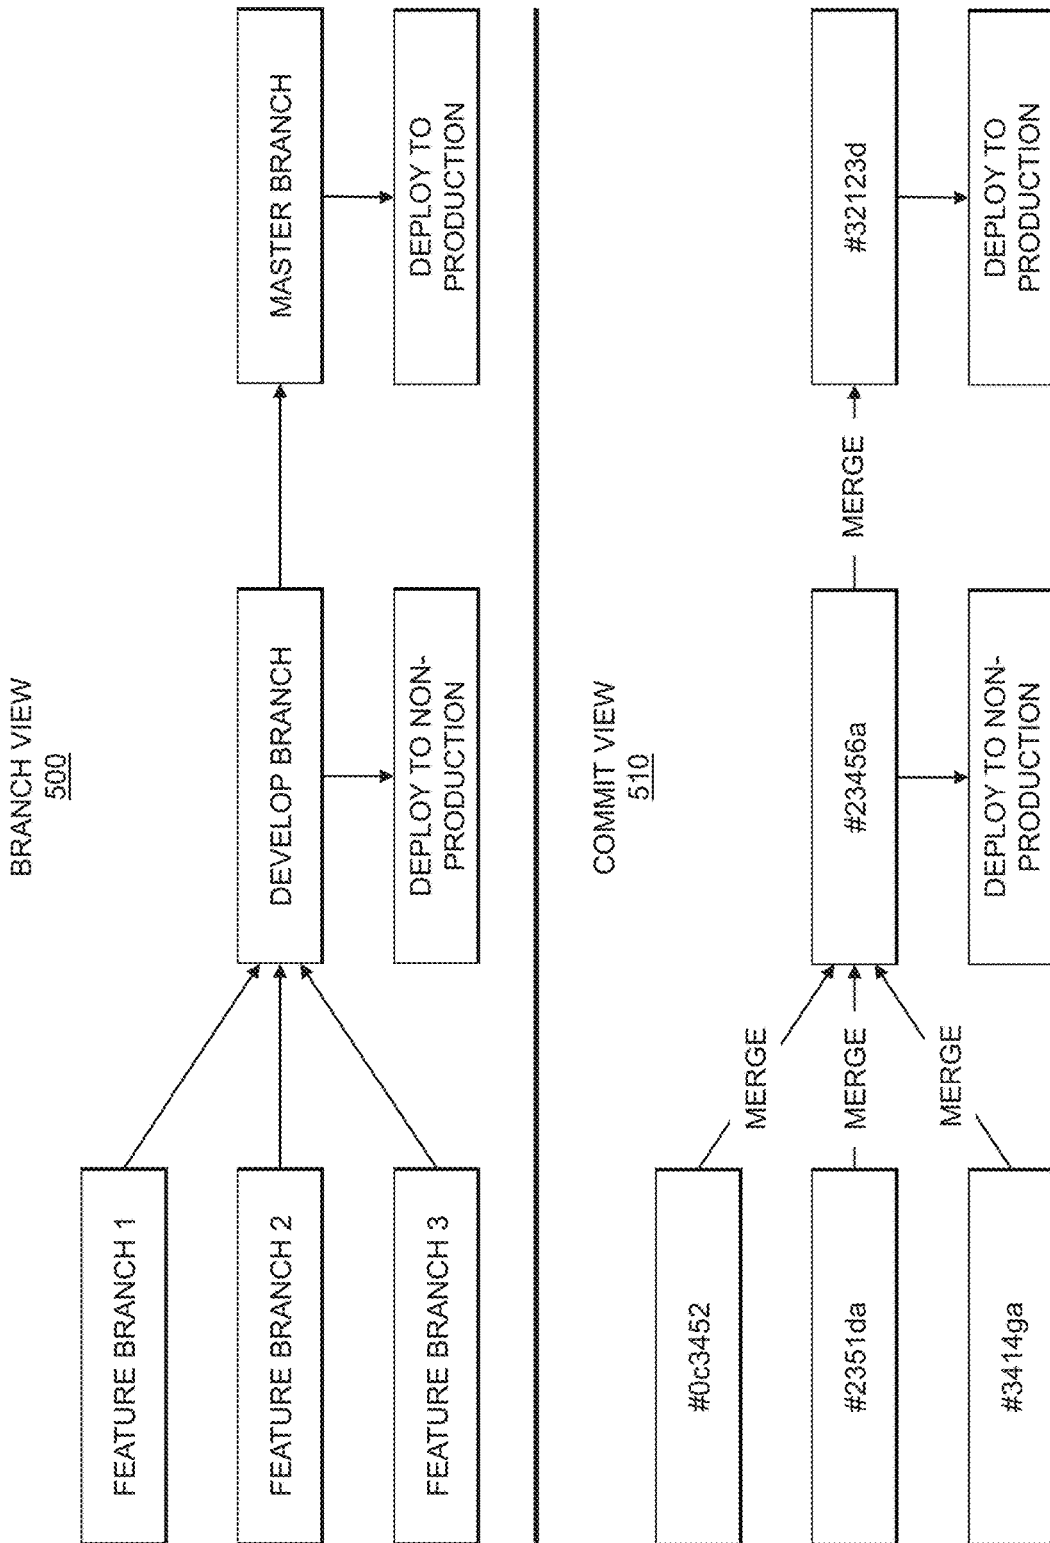 BRANCH VIEW
500
FEATURE BRANCH 1
FEATURE BRANCH 2
FEATURE BRANCH 3
DEVELOP BRANCH
DEPLOY TO NON-
PRODUCTION
MASTER BRANCH
DEPLOY TO
PRODUCTION
COMMIT VIEW
510
#0c3452
#2351da
#3414ga
MERGE
MERGE
MERGE
#23456a
DEPLOY TO NON-
PRODUCTION
MERGE
#32123d
DEPLOY TO
PRODUCTION